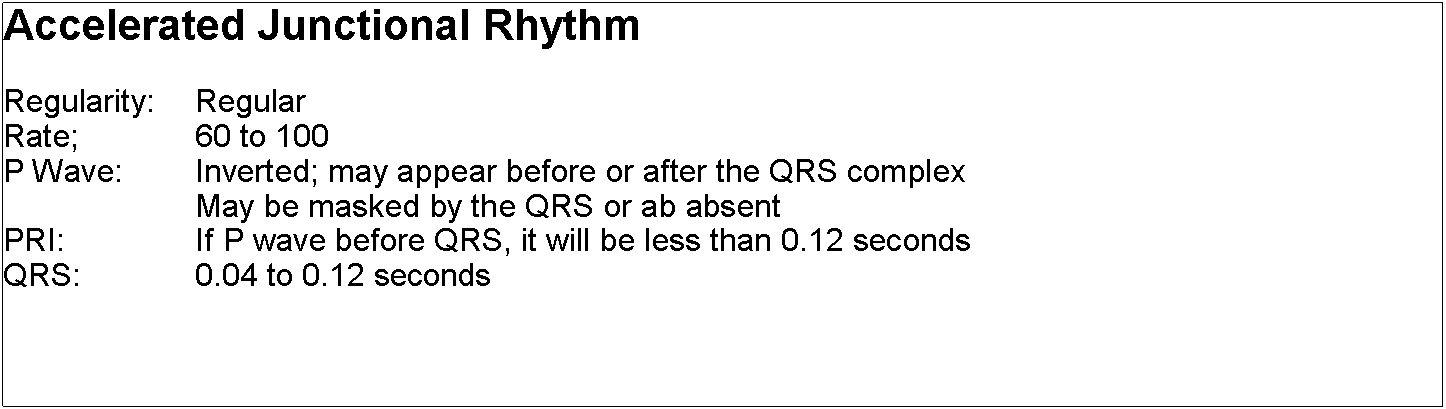 Accelerated Junctional Rhythm
Regularity: Regular
Rate; 60 to 100
P Wave: Inverted; may appear before or after the QRS complex
May be masked by the QRS or ab absent
PRI: If P wave before QRS, it will be less than 0.12 seconds
QRS: 0.04 to 0.12 seconds